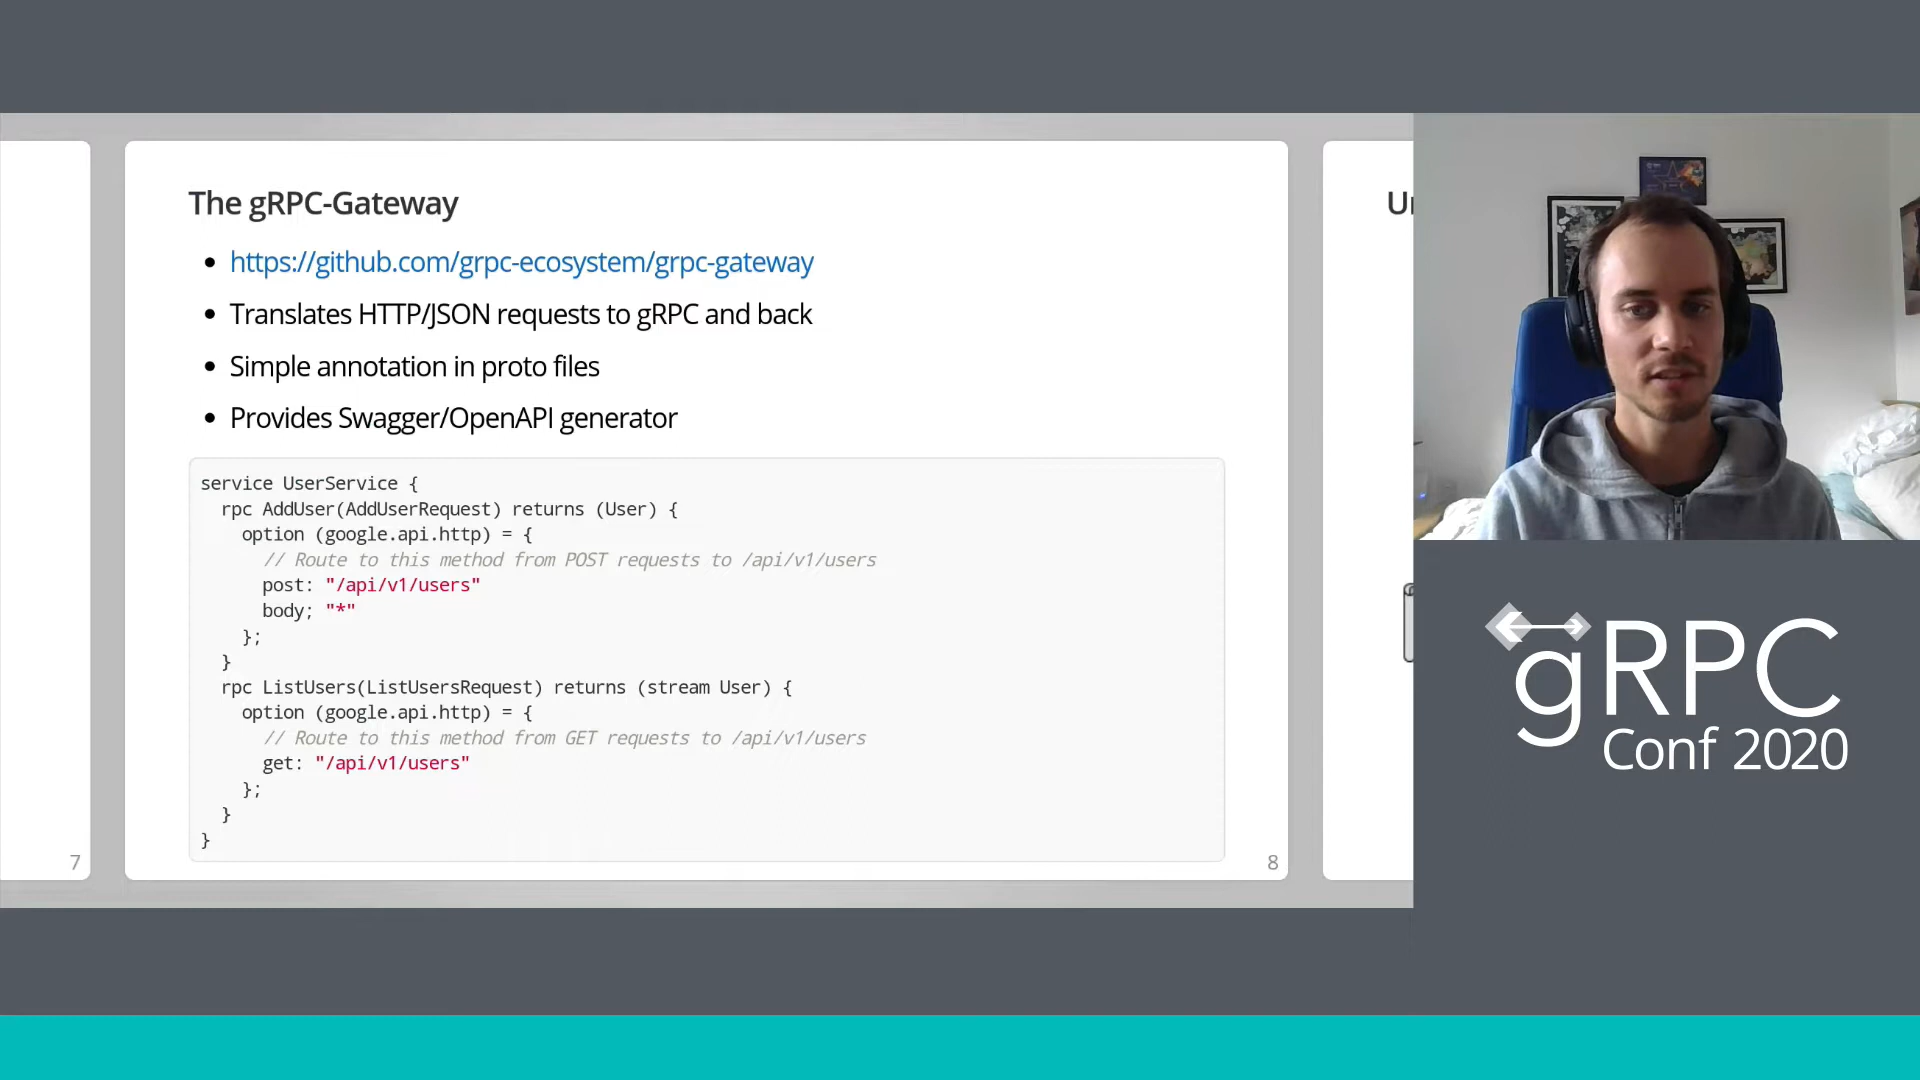 The gRPC-Gateway
https://github.com/grpc-ecosystem/grpc-gateway
Translates HTTP/JSON requests to gRPC and back
Simple annotation in proto files
Provides Swagger/OpenAPI generator
service UserService {
rpc AddUser(AddUserRequest) returns (User) {
option (google.api.http) = {
// Route to this method from POST requests to /api/v1/users
post: "/api/v1/users"
body; "*"
};
}
rpc ListUsers(ListUsersRequest) returns (stream User) {
option (google.api.http) = {
// Route to this method from GET requests to /api/v1/users
get: "/api/v1/users"
};
}
}
7
8
gRPC
Conf 2020